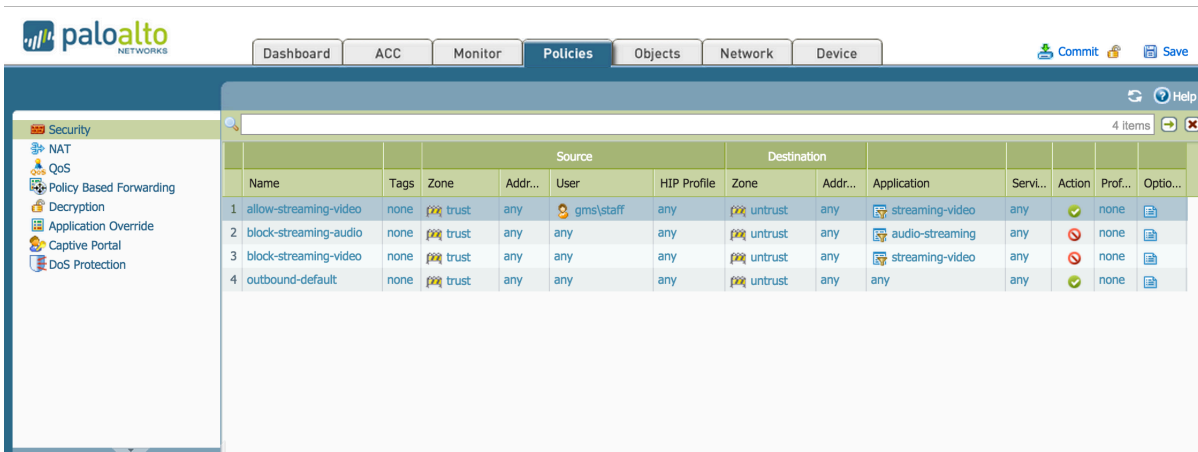 paloalto
NETWORKS
Dashboard ACC Monitor Policies Objects Network Device Commit Save
Help
4 items
Security
NAT
QoS
Policy Based Forwarding
Decryption
Application Override
Captive Portal
DoS Protection
Source Destination
Name Tags Zone Addr... User HIP Profile Zone Addr... Application Servi... Action Prof... Optio...
1 allow-streaming-video none trust any gms\staff any untrust any streaming-video any none
2 block-streaming-audio none trust any any any untrust any audio-streaming any none
3 block-streaming-video none trust any any any untrust any streaming-video any none
4 outbound-default none trust any any any untrust any any any none